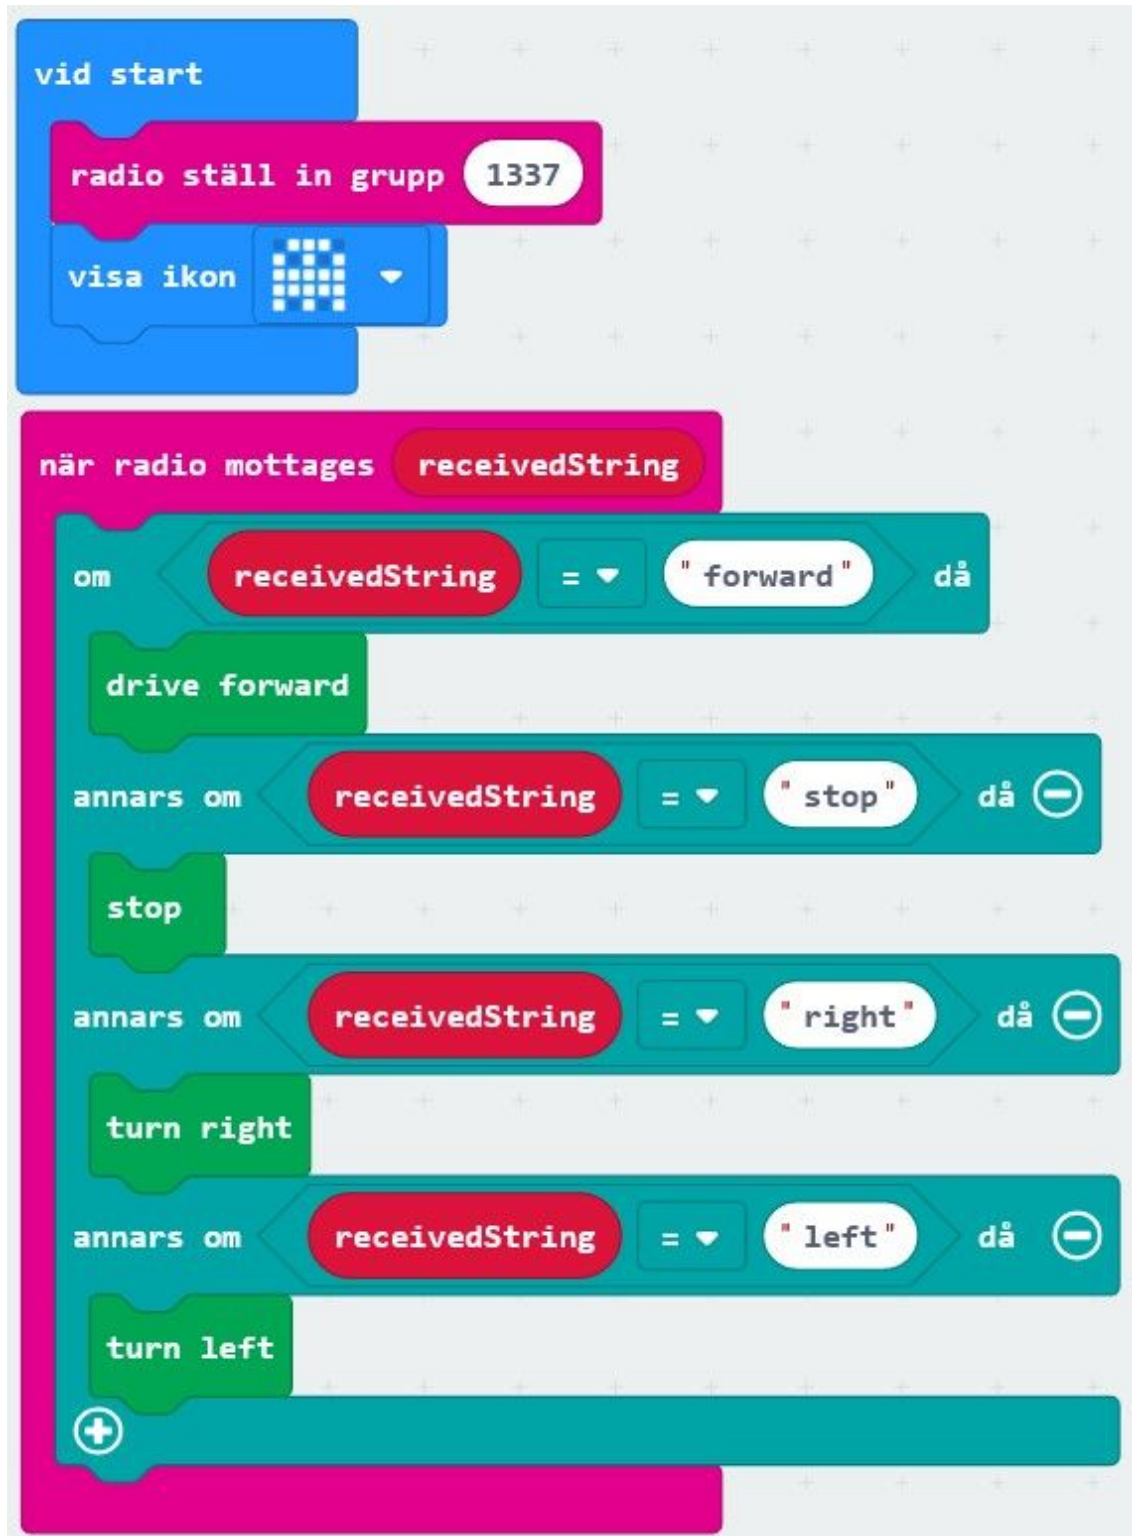 vid start
radio ställ in grupp 1337
visa ikon
när radio mottages receivedString
om receivedString = "forward" då
drive forward
annars om receivedString = "stop" då
stop
annars om receivedString = "right" då
turn right
annars om receivedString = "left" då
turn left